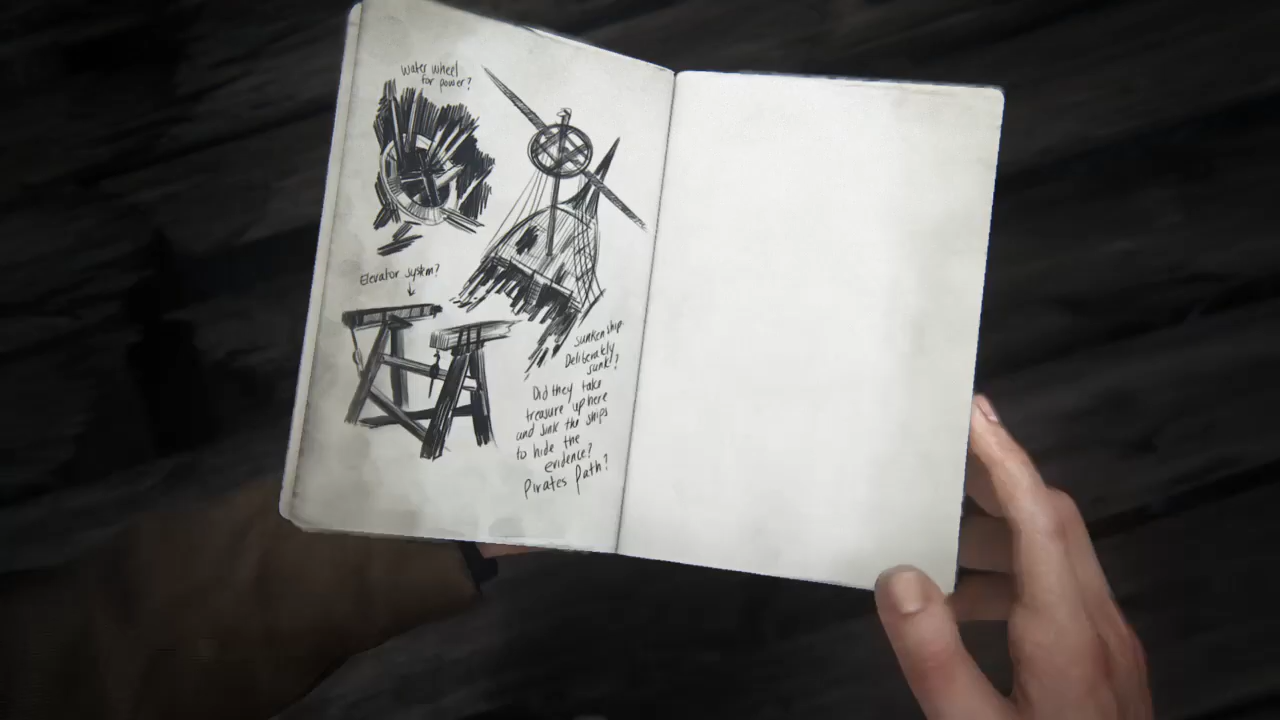 Water wheel
for power?
Elevator system?
sunken ship.
Deliberately
sunk?
Did they take
treasure up here
and sink the ships
to hide the
evidence?
Pirates Path?